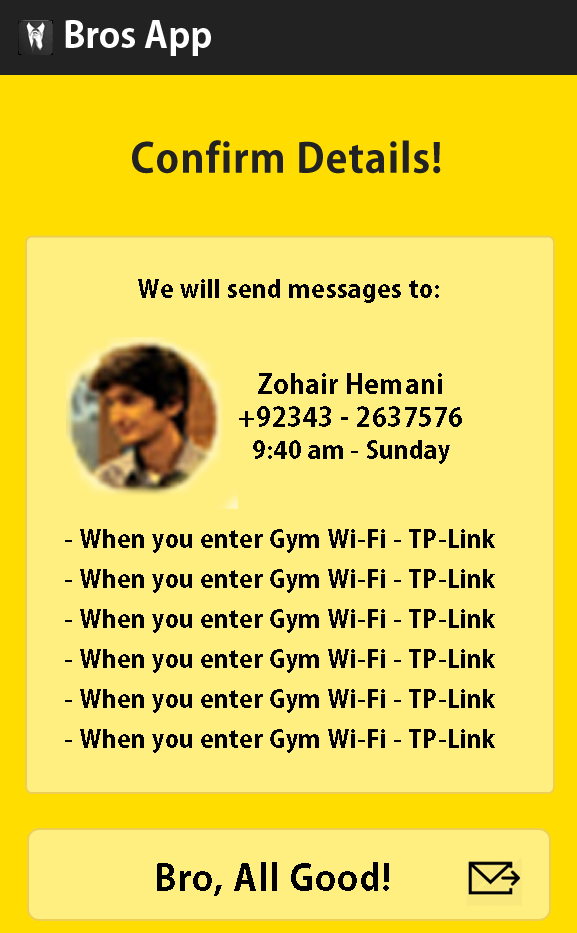 Bros App
Confirm Details!
We will send messages to:
Zohair Hemani
+92343 - 2637576
9:40 am - Sunday
- When you enter Gym Wi-Fi - TP-Link
- When you enter Gym Wi-Fi - TP-Link
- When you enter Gym Wi-Fi - TP-Link
- When you enter Gym Wi-Fi - TP-Link
- When you enter Gym Wi-Fi - TP-Link
- When you enter Gym Wi-Fi - TP-Link
Bro, All Good!